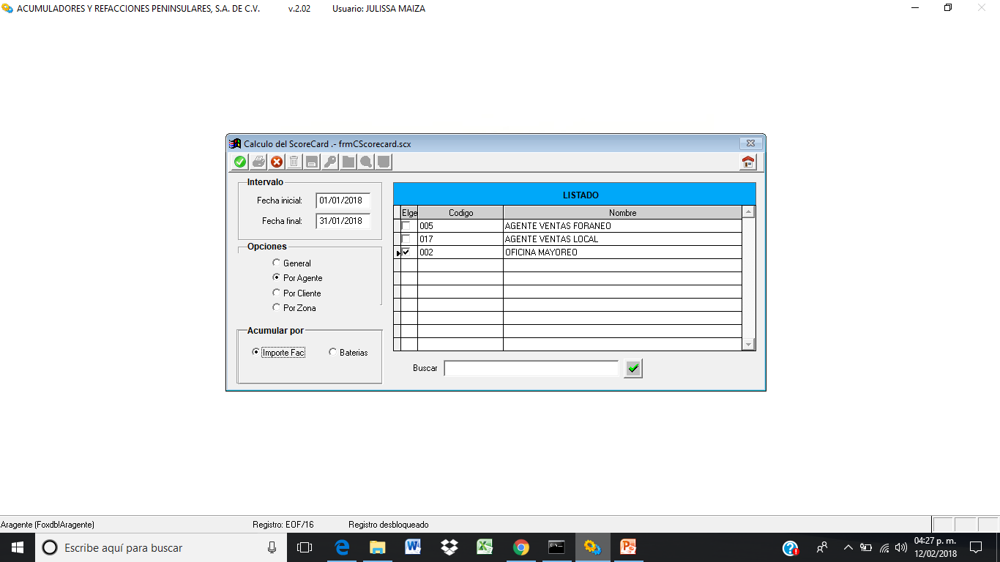 ACUMULADORES Y REFACCIONES PENINSULARES, S.A. DE C.V. v.2.02 Usuario: JULISSA MAIZA
Calculo del ScoreCard .- frmCScorecard.scx
Intervalo
Fecha inicial: 01/01/2018
Fecha final: 31/01/2018
Opciones
General
Por Agente
Por Cliente
Por Zona
Acumular por
Importe Fac Baterias
LISTADO
Elge Codigo Nombre
005 AGENTE VENTAS FORANEO
017 AGENTE VENTAS LOCAL
002 OFICINA MAYOREO
Buscar
Aragente (Foxdb!Aragente) Registro: EOF/16 Registro desbloqueado
Escribe aquí para buscar
04:27 p. m.
12/02/2018